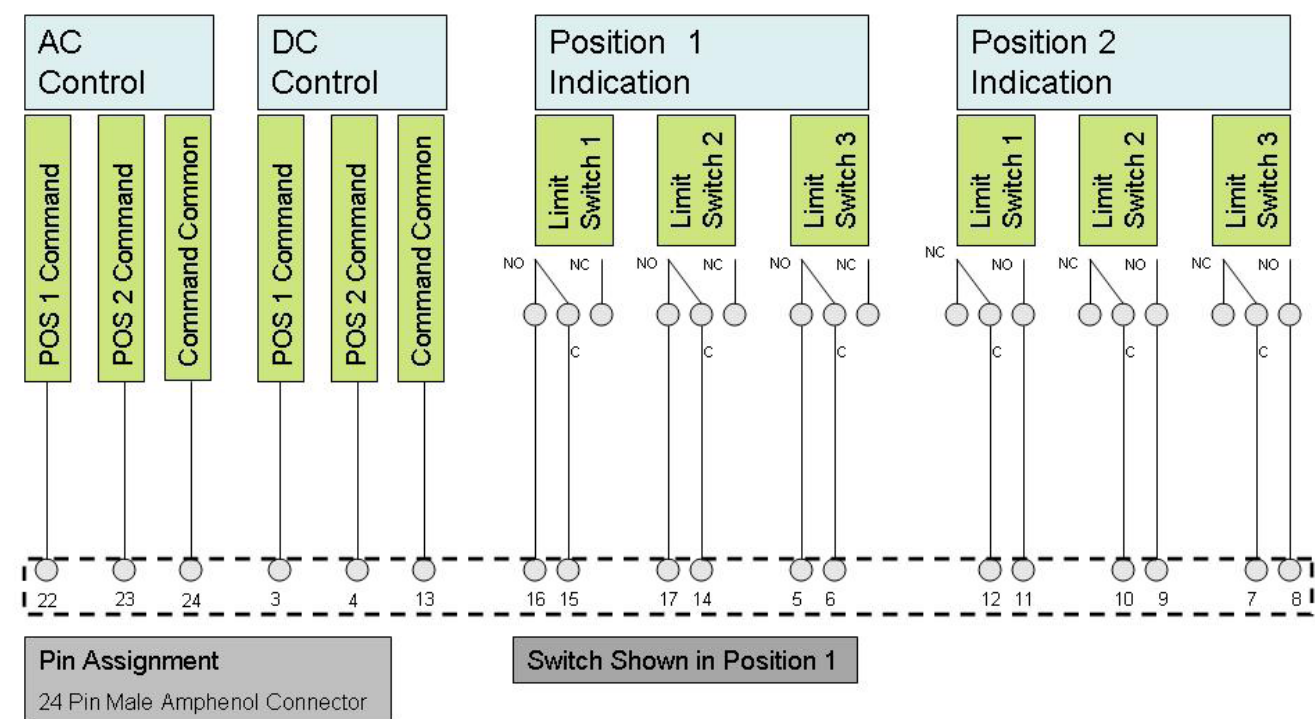 AC
Control
DC
Control
Position 1
Indication
Position 2
Indication
POS 1 Command
POS 2 Command
Command Common
POS 1 Command
POS 2 Command
Command Common
Limit
Switch 1
Limit
Switch 2
Limit
Switch 3
Limit
Switch 1
Limit
Switch 2
Limit
Switch 3
NO NC NO NC NO NC NC NO NC NO NC NO
C C C C C C
22 23 24 3 4 13 16 15 17 14 5 6 12 11 10 9 7 8
Pin Assignment
24 Pin Male Amphenol Connector
Switch Shown in Position 1